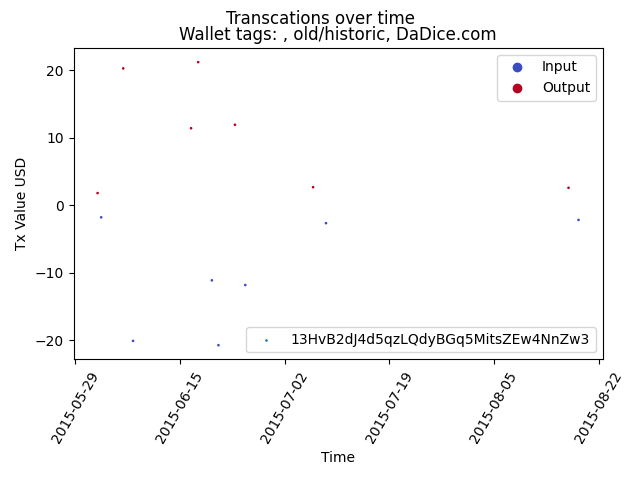 Transcations over time
Wallet tags: , old/historic, DaDice.com
Input
Output
20
10
0
−10
−20
Tx Value USD
13HvB2dJ4d5qzLQdyBGq5MitsZEw4NnZw3
2015-05-29
2015-06-15
2015-07-02
2015-07-19
2015-08-05
2015-08-22
Time